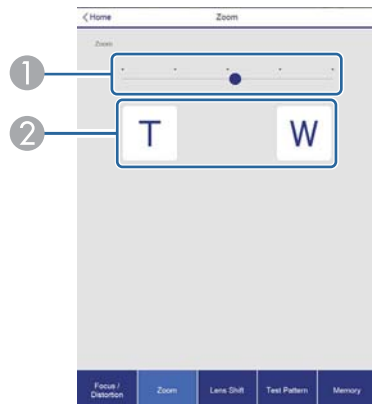 < Home Zoom
Zoom
1
2
T W
Focus / Distortion Zoom Lens Shift Test Pattern Memory